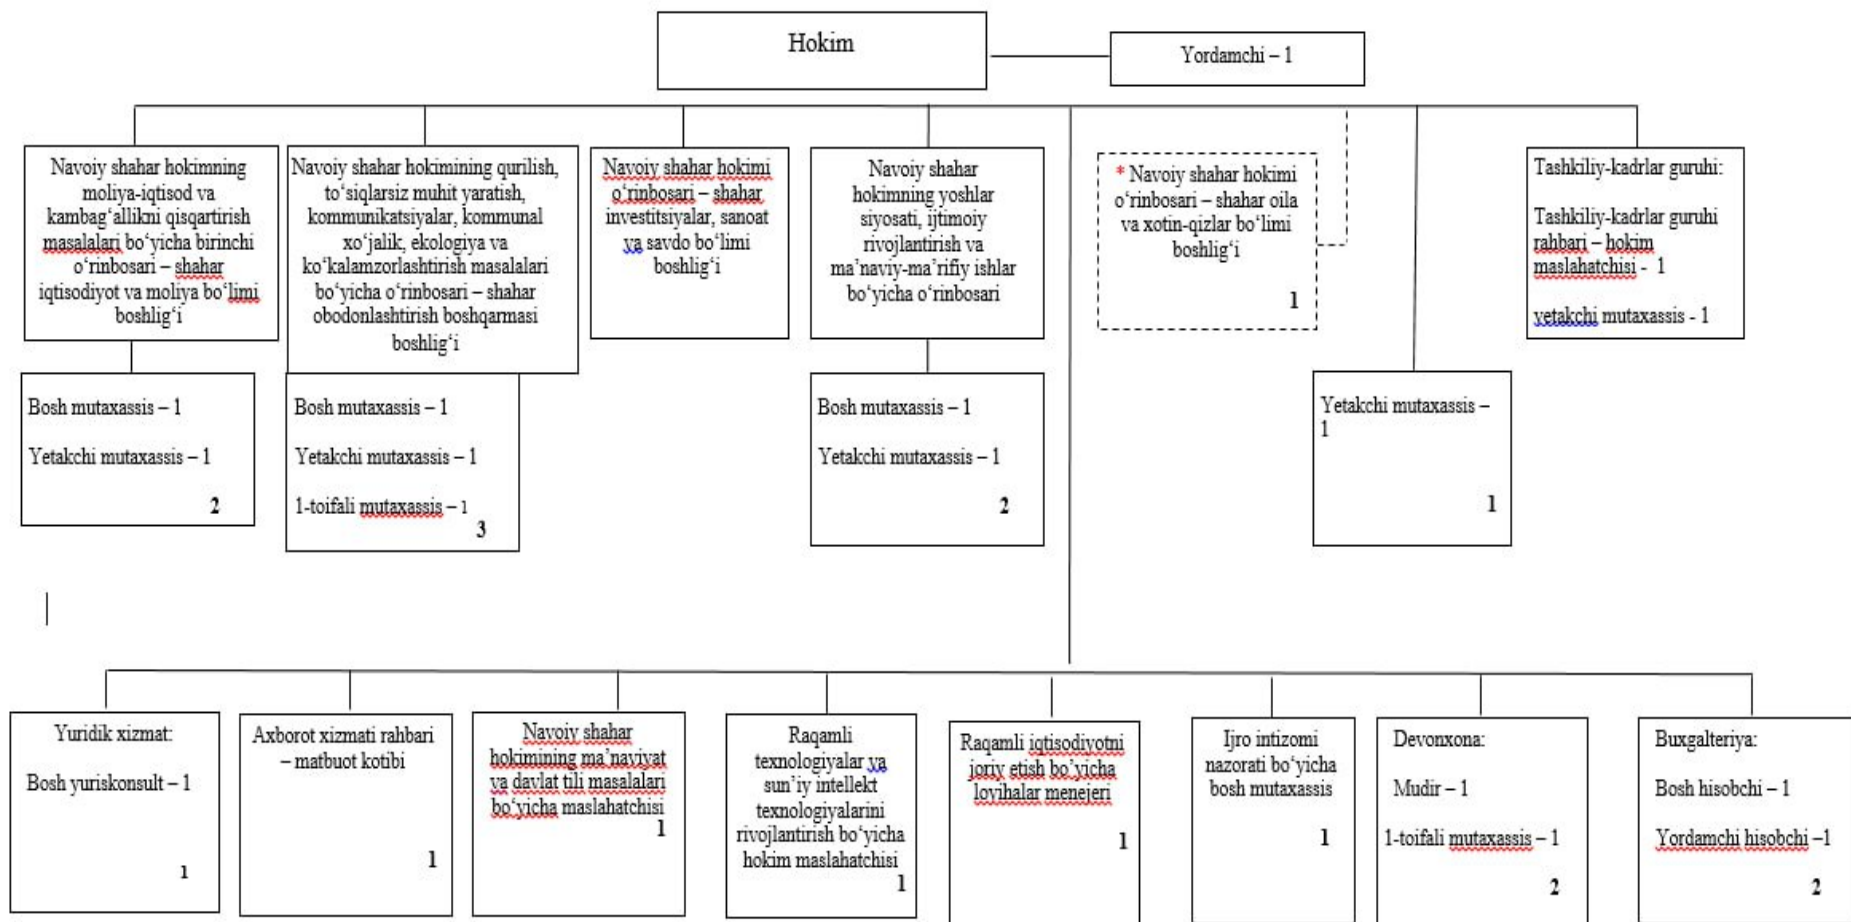 Hokim
Yordamchi – 1
Navoiy shahar hokimning
moliya-iqtisod va
kambag‘allikni qisqartirish
masalalari bo‘yicha birinchi
o‘rinbosari – shahar
iqtisodiyot va moliya bo‘limi
boshlig‘i
Navoiy shahar hokimining qurilish,
to‘siqlarsiz muhit yaratish,
kommunikatsiyalar, kommunal
xo‘jalik, ekologiya va
ko‘kalamzorlashtirish masalalari
bo‘yicha o‘rinbosari – shahar
obodonlashtirish boshqarmasi
boshlig‘i
Navoiy shahar hokimi
o‘rinbosari – shahar
investitsiyalar, sanoat
va savdo bo‘limi
boshlig‘i
Navoiy shahar
hokimning yoshlar
siyosati, ijtimoiy
rivojlantirish va
ma’naviy-ma’rifiy ishlar
bo‘yicha o‘rinbosari
* Navoiy shahar hokimi
o‘rinbosari – shahar oila
va xotin-qizlar bo‘limi
boshlig‘i
1
Tashkiliy-kadrlar guruhi:
Tashkiliy-kadrlar guruhi
rahbari – hokim
maslahatchisi - 1
yetakchi mutaxassis - 1
Bosh mutaxassis – 1
Yetakchi mutaxassis – 1
2
Bosh mutaxassis – 1
Yetakchi mutaxassis – 1
1-toifali mutaxassis – 1
3
Bosh mutaxassis – 1
Yetakchi mutaxassis – 1
2
Yetakchi mutaxassis –
1
1
Yuridik xizmat:
Bosh yuriskonsult – 1
1
Axborot xizmati rahbari
– matbuot kotibi
1
Navoiy shahar
hokimining ma’naviyat
va davlat tili masalalari
bo‘yicha maslahatchisi
1
Raqamli
texnologiyalar va
sun’iy intellekt
texnologiyalarini
rivojlantirish bo‘yicha
hokim maslahatchisi
1
Raqamli iqtisodiyotni
joriy etish bo’yicha
lovihalar menejeri
1
Ijro intizomi
nazorati bo‘yicha
bosh mutaxassis
1
Devonxona:
Mudir – 1
1-toifali mutaxassis – 1
2
Buxgalteriya:
Bosh hisobchi – 1
Yordamchi hisobchi –1
2